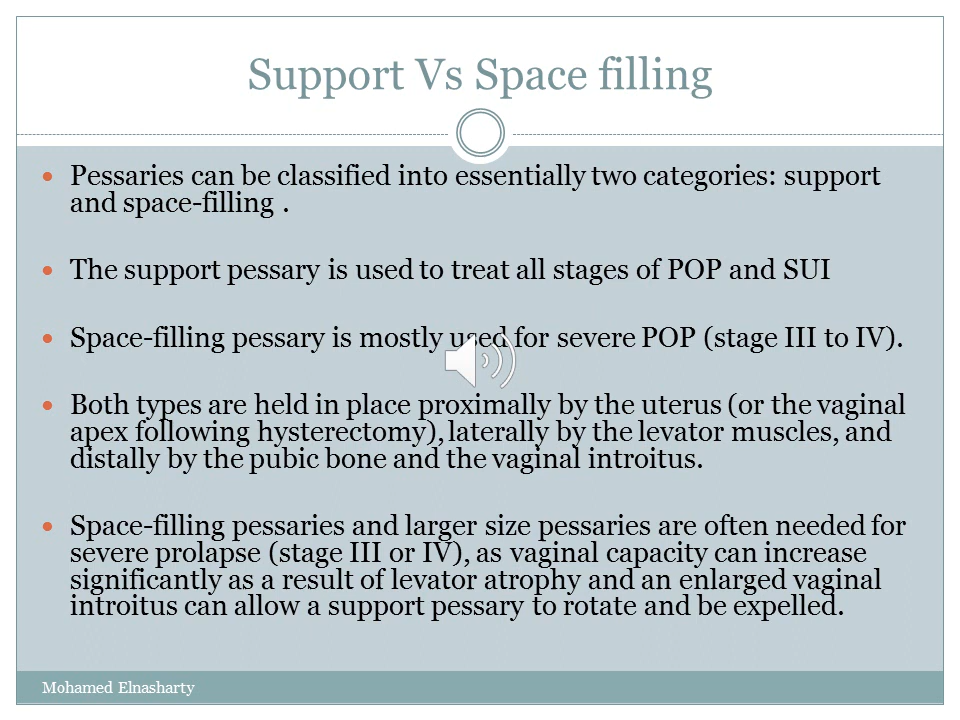 Support Vs Space filling
Pessaries can be classified into essentially two categories: support
and space-filling .
The support pessary is used to treat all stages of POP and SUI
Space-filling pessary is mostly used for severe POP (stage III to IV).
Both types are held in place proximally by the uterus (or the vaginal
apex following hysterectomy), laterally by the levator muscles, and
distally by the pubic bone and the vaginal introitus.
Space-filling pessaries and larger size pessaries are often needed for
severe prolapse (stage III or IV), as vaginal capacity can increase
significantly as a result of levator atrophy and an enlarged vaginal
introitus can allow a support pessary to rotate and be expelled.
Mohamed Elnasharty